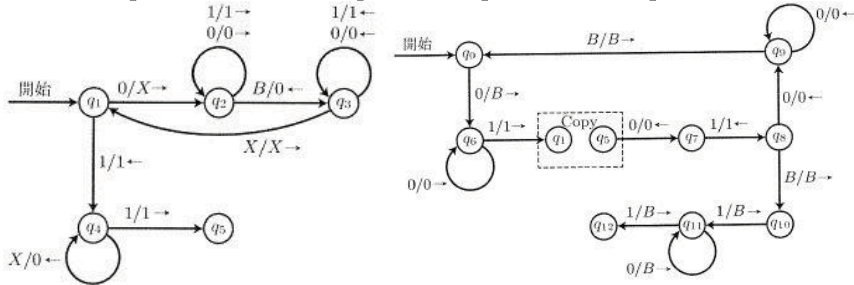 1/1→
0/0→
1/1←
0/0←
開始
q1
0/X→
q2
B/0←
q3
X/X→
1/1←
q4
1/1→
q5
X/0←
0/0←
開始
q0
B/B→
q9
0/B→
0/0←
q6
1/1→
Copy
q1
q5
0/0←
q7
1/1←
q8
0/0→
B/B→
q12
1/B→
q11
1/B→
q10
0/B→